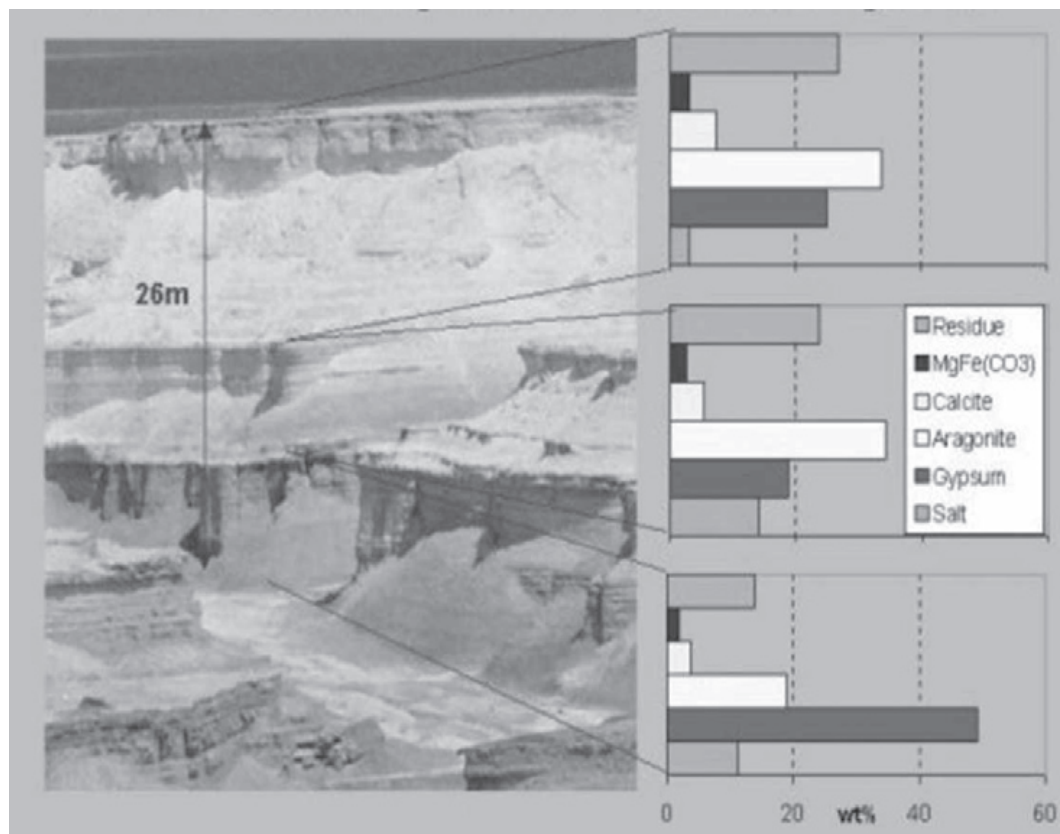 26m
Residue
MgFe(CO3)
Calcite
Aragonite
Gypsum
Salt
0 20 wt% 40 60